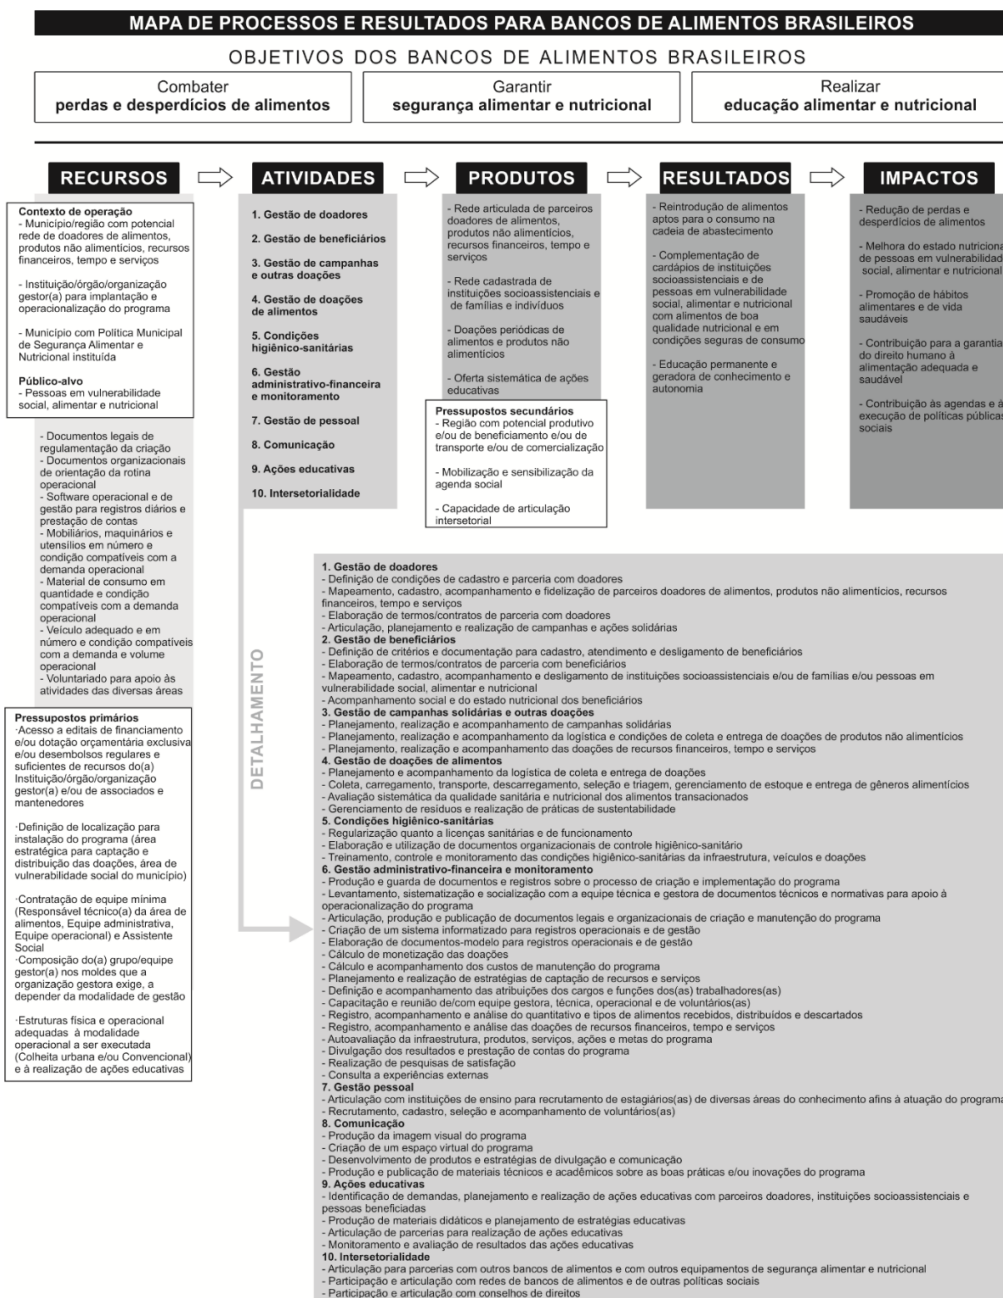 MAPA DE PROCESSOS E RESULTADOS PARA BANCOS DE ALIMENTOS BRASILEIROS
OBJETIVOS DOS BANCOS DE ALIMENTOS BRASILEIROS
Combater
perdas e desperdícios de alimentos
Garantir
segurança alimentar e nutricional
Realizar
educação alimentar e nutricional
RECURSOS
Contexto de operação
- Município/região com potencial
rede de doadores de alimentos,
produtos não alimentícios, recursos
financeiros, tempo e serviços
- Instituição/órgão/organização
gestor(a) para implantação e
operacionalização do programa
- Município com Política Municipal
de Segurança Alimentar e
Nutricional instituída
Público-alvo
- Pessoas em vulnerabilidade
social, alimentar e nutricional
- Documentos legais de
regulamentação da criação
- Documentos organizacionais
de orientação da rotina
operacional
- Software operacional e de
gestão para registros diários e
prestação de contas
- Mobiliários, maquinários e
utensílios em número e
condição compatíveis com a
demanda operacional
- Material de consumo em
quantidade e condição
compatíveis com a demanda
operacional
- Veículo adequado e em
número e condição compatíveis
com a demanda e volume
operacional
- Voluntariado para apoio às
atividades das diversas áreas
Pressupostos primários
·Acesso a editais de financiamento
e/ou dotação orçamentária exclusiva
e/ou desembolsos regulares e
suficientes de recursos do(a)
Instituição/órgão/organização
gestor(a) e/ou de associados e
mantenedores
·Definição de localização para
instalação do programa (área
estratégica para captação e
distribuição das doações, área de
vulnerabilidade social do município)
·Contratação de equipe mínima
(Responsável técnico(a) da área de
alimentos, Equipe administrativa,
Equipe operacional) e Assistente
Social
·Composição do(a) grupo/equipe
gestor(a) nos moldes que a
organização gestora exige, a
depender da modalidade de gestão
·Estruturas física e operacional
adequadas à modalidade
operacional a ser executada
(Colheita urbana e/ou Convencional)
e à realização de ações educativas
ATIVIDADES
1. Gestão de doadores
2. Gestão de beneficiários
3. Gestão de campanhas
e outras doações
4. Gestão de doações
de alimentos
5. Condições
higiênico-sanitárias
6. Gestão
administrativo-financeira
e monitoramento
7. Gestão de pessoal
8. Comunicação
9. Ações educativas
10. Intersetorialidade
PRODUTOS
- Rede articulada de parceiros
doadores de alimentos,
produtos não alimentícios,
recursos financeiros, tempo e
serviços
- Rede cadastrada de
instituições socioassistenciais e
de famílias e indivíduos
- Doações periódicas de
alimentos e produtos não
alimentícios
- Oferta sistemática de ações
educativas
Pressupostos secundários
- Região com potencial produtivo
e/ou de beneficiamento e/ou de
transporte e/ou de comercialização
- Mobilização e sensibilização da
agenda social
- Capacidade de articulação
intersetorial
RESULTADOS
- Reintrodução de alimentos
aptos para o consumo na
cadeia de abastecimento
- Complementação de
cardápios de instituições
socioassistenciais e de
pessoas em vulnerabilidade
social, alimentar e nutricional
com alimentos de boa
qualidade nutricional e em
condições seguras de consumo
- Educação permanente e
geradora de conhecimento e
autonomia
IMPACTOS
- Redução de perdas e
desperdícios de alimentos
- Melhora do estado nutriciona
de pessoas em vulnerabilidad
social, alimentar e nutricional
- Promoção de hábitos
alimentares e de vida
saudáveis
- Contribuição para a garantia
do direito humano à
alimentação adequada e
saudável
- Contribuição às agendas e à
execução de políticas públicas
sociais
DETALHAMENTO
1. Gestão de doadores
- Definição de condições de cadastro e parceria com doadores
- Mapeamento, cadastro, acompanhamento e fidelização de parceiros doadores de alimentos, produtos não alimentícios, recursos
financeiros, tempo e serviços
- Elaboração de termos/contratos de parceria com doadores
- Articulação, planejamento e realização de campanhas e ações solidárias
2. Gestão de beneficiários
- Definição de critérios e documentação para cadastro, atendimento e desligamento de beneficiários
- Elaboração de termos/contratos de parceria com beneficiários
- Mapeamento, cadastro, acompanhamento e desligamento de instituições socioassistenciais e/ou de famílias e/ou pessoas em
vulnerabilidade social, alimentar e nutricional
- Acompanhamento social e do estado nutricional dos beneficiários
3. Gestão de campanhas solidárias e outras doações
- Planejamento, realização e acompanhamento de campanhas solidárias
- Planejamento, realização e acompanhamento da logística e condições de coleta e entrega de doações de produtos não alimentícios
- Planejamento, realização e acompanhamento das doações de recursos financeiros, tempo e serviços
4. Gestão de doações de alimentos
- Planejamento e acompanhamento da logística de coleta e entrega de doações
- Coleta, carregamento, transporte, descarregamento, seleção e triagem, gerenciamento de estoque e entrega de gêneros alimentícios
- Avaliação sistemática da qualidade sanitária e nutricional dos alimentos transacionados
- Gerenciamento de resíduos e realização de práticas de sustentabilidade
5. Condições higiênico-sanitárias
- Regularização quanto a licenças sanitárias e de funcionamento
- Elaboração e utilização de documentos organizacionais de controle higiênico-sanitário
- Treinamento, controle e monitoramento das condições higiênico-sanitárias da infraestrutura, veículos e doações
6. Gestão administrativo-financeira e monitoramento
- Produção e guarda de documentos e registros sobre o processo de criação e implementação do programa
- Levantamento, sistematização e socialização com a equipe técnica e gestora de documentos técnicos e normativas para apoio à
operacionalização do programa
- Articulação, produção e publicação de documentos legais e organizacionais de criação e manutenção do programa
- Criação de um sistema informatizado para registros operacionais e de gestão
- Elaboração de documentos-modelo para registros operacionais e de gestão
- Cálculo de monetização das doações
- Cálculo e acompanhamento dos custos de manutenção do programa
- Planejamento e realização de estratégias de captação de recursos e serviços
- Definição e acompanhamento das atribuições dos cargos e funções dos(as) trabalhadores(as)
- Capacitação e reunião de/com equipe gestora, técnica, operacional e de voluntários(as)
- Registro, acompanhamento e análise do quantitativo e tipos de alimentos recebidos, distribuídos e descartados
- Registro, acompanhamento e análise das doações de recursos financeiros, tempo e serviços
- Autoavaliação da infraestrutura, produtos, serviços, ações e metas do programa
- Divulgação dos resultados e prestação de contas do programa
- Realização de pesquisas de satisfação
- Consulta a experiências externas
7. Gestão pessoal
- Articulação com instituições de ensino para recrutamento de estagiários(as) de diversas áreas do conhecimento afins à atuação do programa
- Recrutamento, cadastro, seleção e acompanhamento de voluntários(as)
8. Comunicação
- Produção da imagem visual do programa
- Criação de um espaço virtual do programa
- Desenvolvimento de produtos e estratégias de divulgação e comunicação
- Produção e publicação de materiais técnicos e acadêmicos sobre as boas práticas e/ou inovações do programa
9. Ações educativas
- Identificação de demandas, planejamento e realização de ações educativas com parceiros doadores, instituições socioassistenciais e
pessoas beneficiadas
- Produção de materiais didáticos e planejamento de estratégias educativas
- Articulação de parcerias para realização de ações educativas
- Monitoramento e avaliação de resultados das ações educativas
10. Intersetorialidade
- Articulação para parcerias com outros bancos de alimentos e com outros equipamentos de segurança alimentar e nutricional
- Participação e articulação com redes de bancos de alimentos e de outras políticas sociais
- Participação e articulação com conselhos de direitos